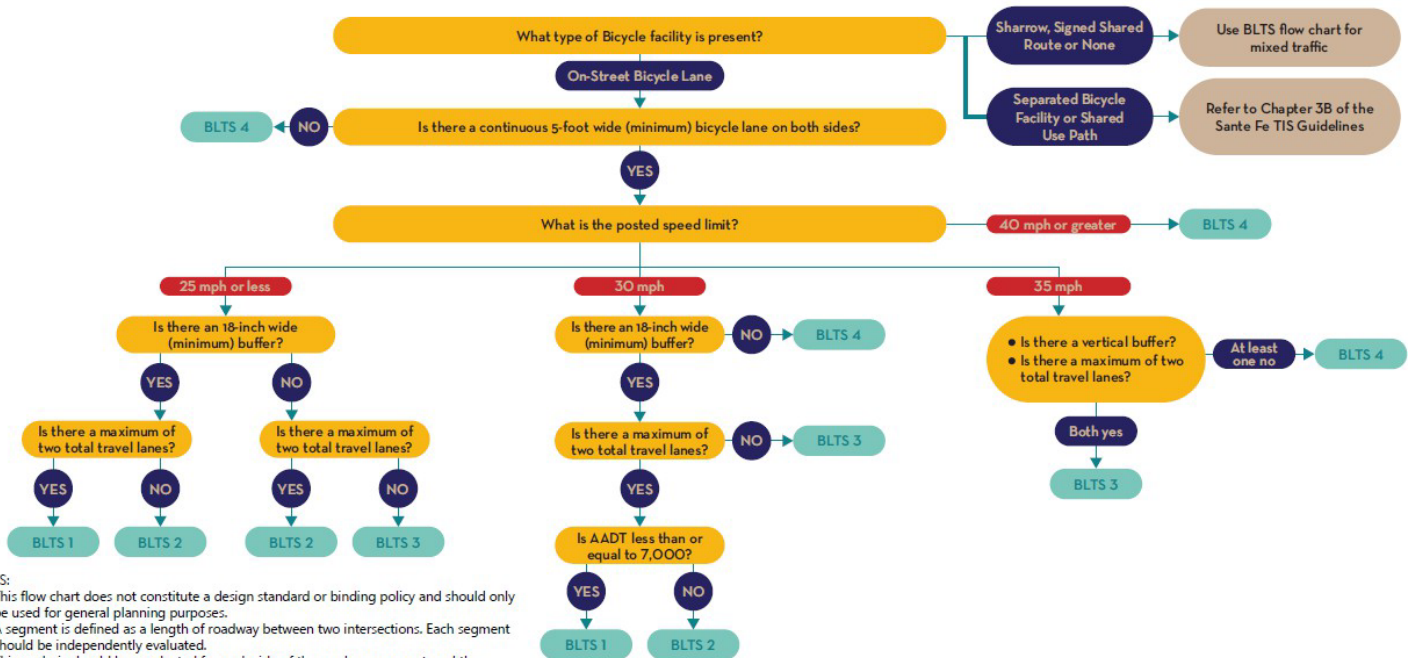 What type of Bicycle facility is present?
Sharrow, Signed Shared
Route or None
Use BLTS flow chart for
mixed traffic
On-Street Bicycle Lane
Separated Bicycle
Facility or Shared
Use Path
Refer to Chapter 3B of the
Sante Fe TIS Guidelines
BLTS 4
NO
Is there a continuous 5-foot wide (minimum) bicycle lane on both sides?
YES
What is the posted speed limit?
40 mph or greater
BLTS 4
25 mph or less
30 mph
35 mph
Is there an 18-inch wide
(minimum) buffer?
YES
NO
Is there a maximum of
two total travel lanes?
Is there a maximum of
two total travel lanes?
YES
NO
YES
NO
BLTS 1
BLTS 2
BLTS 2
BLTS 3
Is there an 18-inch wide
(minimum) buffer?
NO
BLTS 4
YES
Is there a maximum of
two total travel lanes?
NO
BLTS 3
YES
Is AADT less than or
equal to 7,000?
YES
NO
BLTS 1
BLTS 2
● Is there a vertical buffer?
● Is there a maximum of two
total travel lanes?
At least
one no
BLTS 4
Both yes
BLTS 3
S:
his flow chart does not constitute a design standard or binding policy and should only
e used for general planning purposes.
segment is defined as a length of roadway between two intersections. Each segment
hould be independently evaluated.